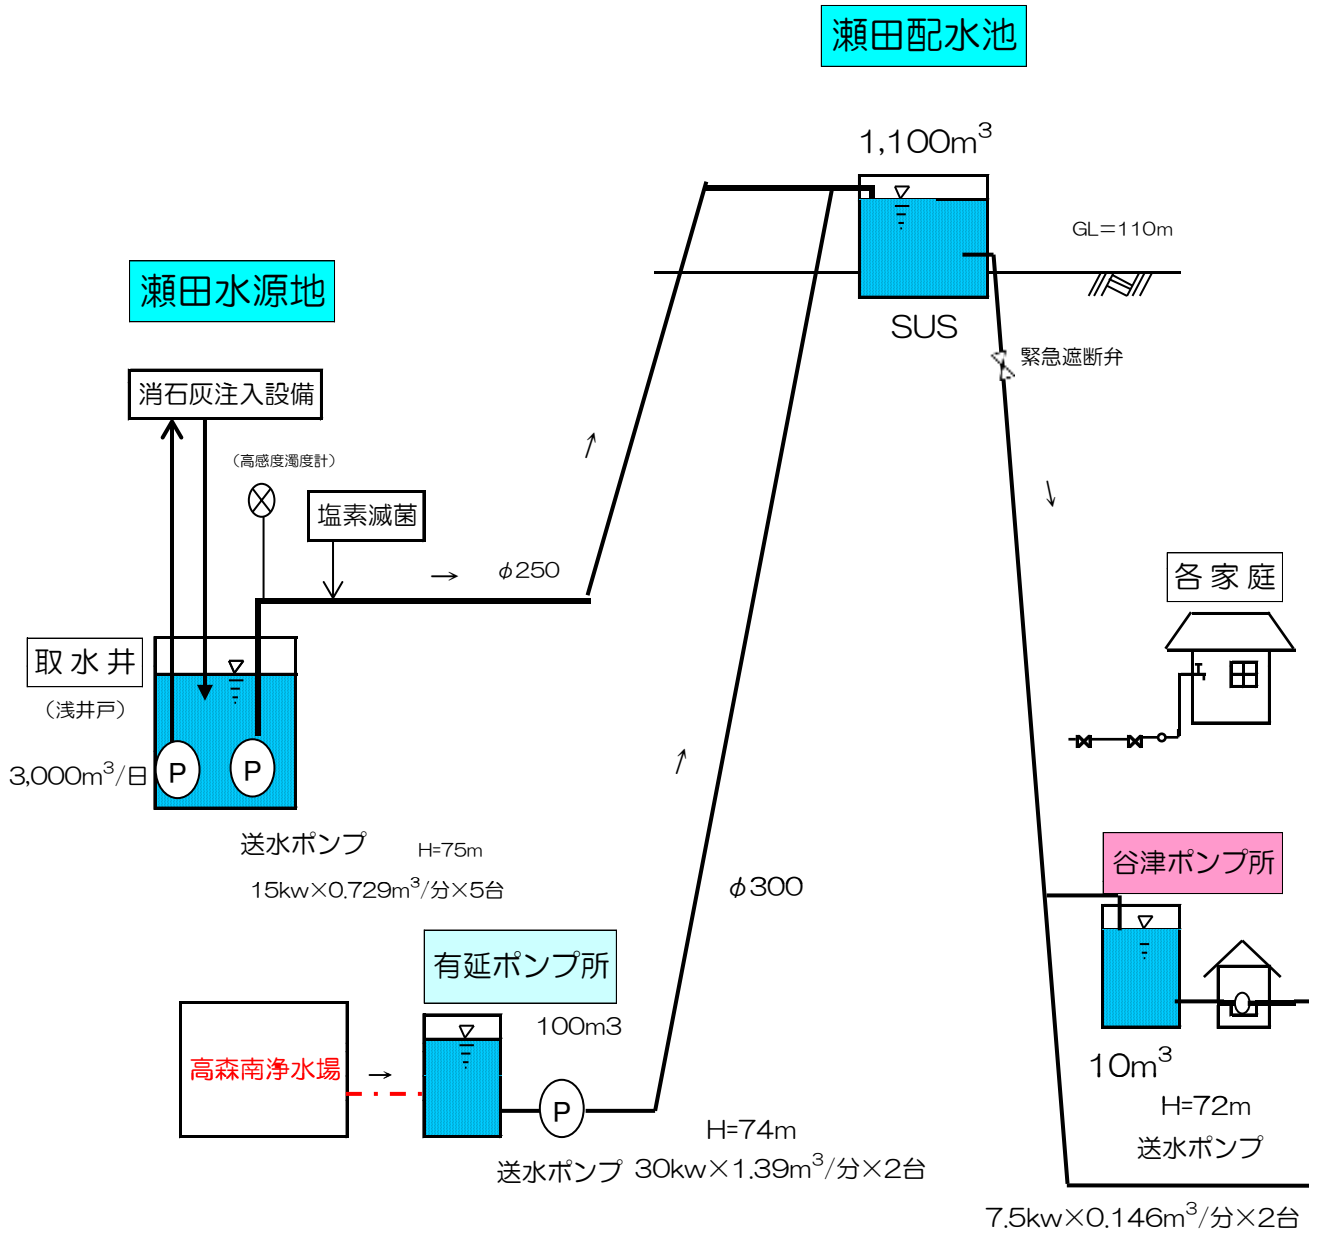 瀬田配水池
1,100m³
GL＝110m
瀬田水源地
SUS
緊急遮断弁
消石灰注入設備
（高感度濁度計）
塩素滅菌
φ250
各家庭
取水井
（浅井戸）
3,000m³/日
P
P
送水ポンプ H=75m
15kw×0.729m³/分×5台
φ300
谷津ポンプ所
有延ポンプ所
100m3
高森南浄水場
10m³
P
H=72m
H=74m
送水ポンプ
送水ポンプ 30kw×1.39m³/分×2台
7.5kw×0.146m³/分×2台